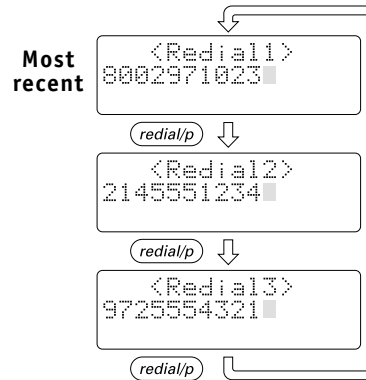 Most
recent
<Redial1>
8002971023
redial/p
<Redial2>
2145551234
redial/p
<Redial3>
9725554321
redial/p